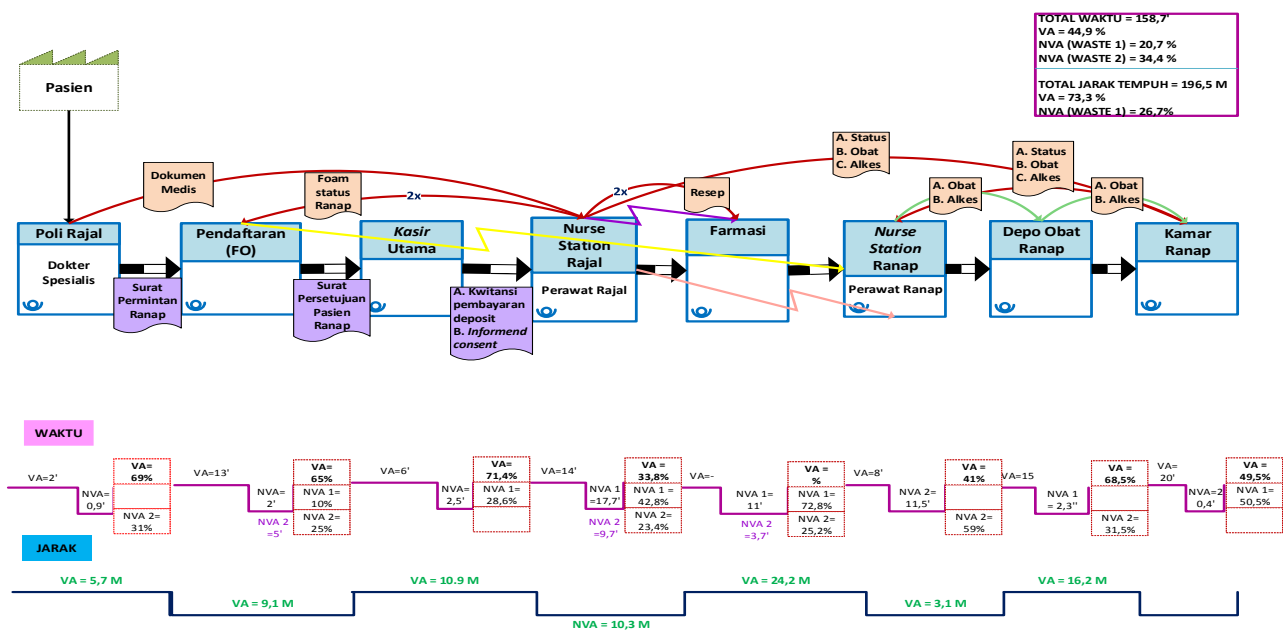 TOTAL WAKTU = 158,7'
VA = 44,9 %
NVA (WASTE 1) = 20,7 %
NVA (WASTE 2) = 34,4 %
TOTAL JARAK TEMPUH = 196,5 M
VA = 73,3 %
NVA (WASTE 1) = 26,7%
Pasien
Dokumen
Medis
Foam
status
Ranap
2x
2x
Resep
A. Status
B. Obat
C. Alkes
A. Status
B. Obat
C. Alkes
A. Obat
B. Alkes
A. Obat
B. Alkes
Poli Rajal
Dokter
Spesialis
Surat
Permintan
Ranap
Pendaftaran
(FO)
Surat
Persetujuan
Pasien
Ranap
Kasir
Utama
A. Kwitansi
pembayaran
deposit
B. Informend
consent
Nurse
Station
Rajal
Perawat Rajal
Farmasi
Nurse
Station
Ranap
Perawat Ranap
Depo Obat
Ranap
Kamar
Ranap
WAKTU
VA=2'
NVA=
0,9'
VA=
69%
NVA 2=
31%
VA=13'
NVA=
2'
NVA 2
=5'
VA=
65%
NVA 1=
10%
NVA 2=
25%
VA=6'
NVA=
2,5'
VA=
71,4%
NVA 1=
28,6%
VA=14'
NVA 1
=17,7'
NVA 2
=9,7'
VA =
33,8%
NVA 1 =
42,8%
NVA 2=
23,4%
VA=-
NVA 1=
11'
NVA 2
=3,7'
VA =
%
NVA 1=
72,8%
NVA 2=
25,2%
VA=8'
NVA 2=
11,5'
VA =
41%
NVA 2=
59%
VA=15
NVA 1
= 2,3''
VA =
68,5%
NVA 2=
31,5%
VA=
20'
NVA=2
0,4'
VA =
49,5%
NVA 1=
50,5%
JARAK
VA = 5,7 M
VA = 9,1 M
VA = 10.9 M
NVA = 10,3 M
VA = 24,2 M
VA = 3,1 M
VA = 16,2 M